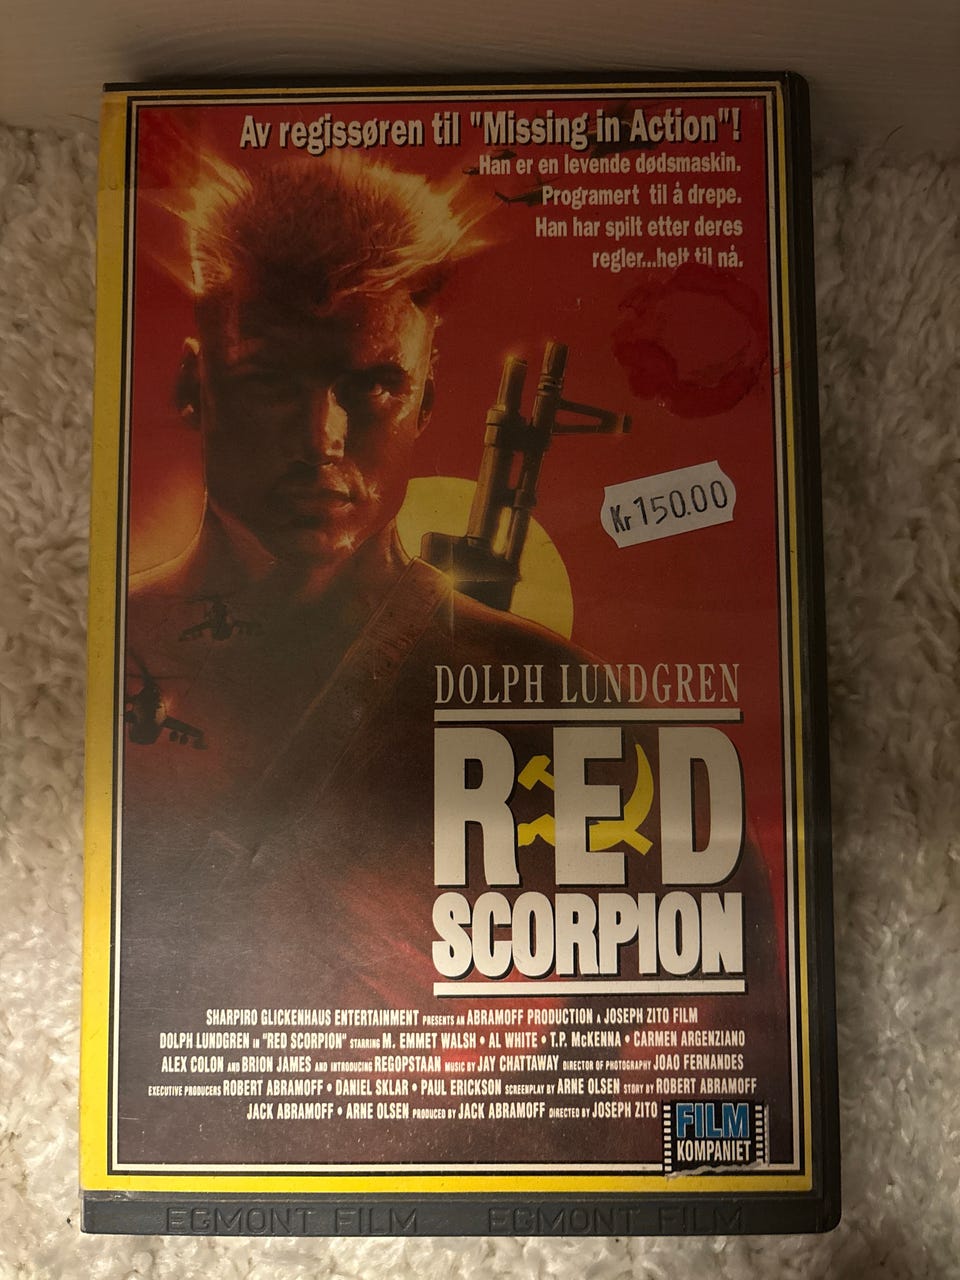 Av regissøren til "Missing in Action"!
Han er en levende dødsmaskin.
Programert til å drepe.
Han har spilt etter deres
regler...helt til nå.
Kr 150.00
DOLPH LUNDGREN
RED
SCORPION
SHARPIRO GLICKENHAUS ENTERTAINMENT PRESENTS AN ABRAMOFF PRODUCTION A JOSEPH ZITO FILM
DOLPH LUNDGREN IN "RED SCORPION" STARRING M. EMMET WALSH • AL WHITE • T.P. McKENNA • CARMEN ARGENZIANO
ALEX COLON AND BRION JAMES AND INTRODUCING REGOPSTAAN MUSIC BY JAY CHATTAWAY DIRECTOR OF PHOTOGRAPHY JOAO FERNANDES
EXECUTIVE PRODUCERS ROBERT ABRAMOFF • DANIEL SKLAR • PAUL ERICKSON SCREENPLAY BY ARNE OLSEN STORY BY ROBERT ABRAMOFF
JACK ABRAMOFF • ARNE OLSEN PRODUCED BY JACK ABRAMOFF DIRECTED BY JOSEPH ZITO
FILM
KOMPANIET
EGMONT FILM EGMONT FILM